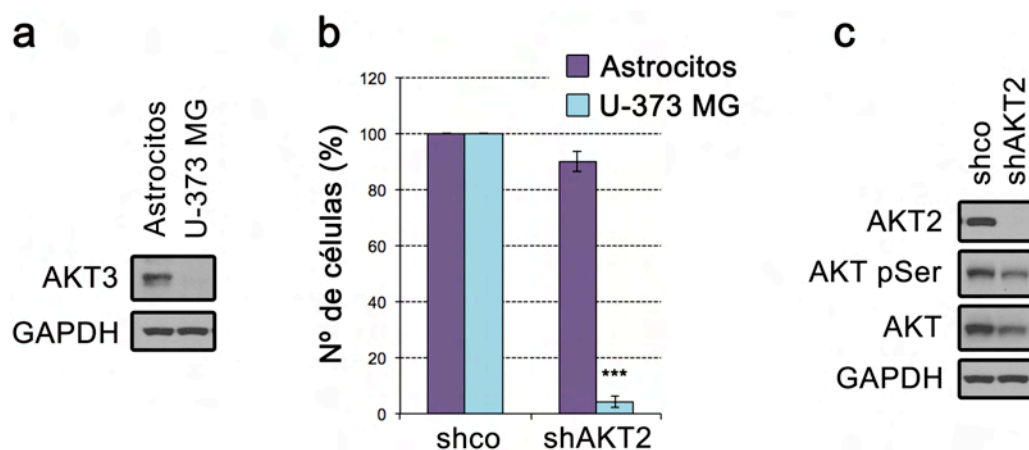 a
Astrocitos
U-373 MG
AKT3
GAPDH
b
Astrocitos
U-373 MG
Nº de células (%)
120
100
80
60
40
20
0
***
shco
shAKT2
c
shco
shAKT2
AKT2
AKT pSer
AKT
GAPDH